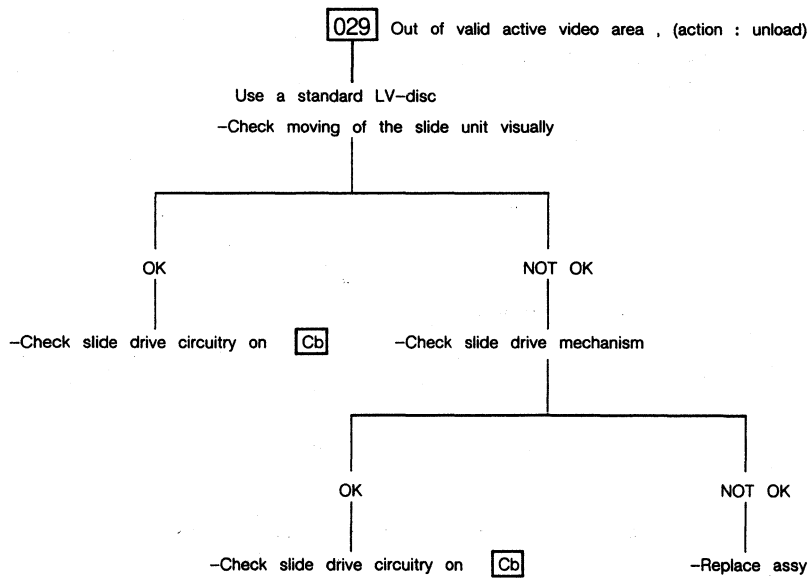 029 Out of valid active video area , (action : unload)
Use a standard LV-disc
-Check moving of the slide unit visually
OK NOT OK
-Check slide drive circuitry on Cb -Check slide drive mechanism
OK NOT OK
-Check slide drive circuitry on Cb -Replace assy